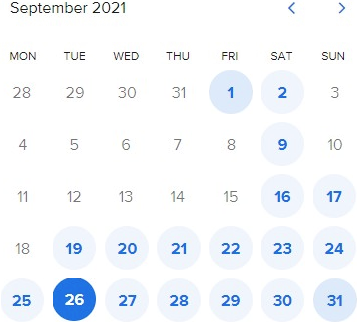 September 2021
MON TUE WED THU FRI SAT SUN
28 29 30 31 1 2 3
4 5 6 7 8 9 10
11 12 13 14 15 16 17
18 19 20 21 22 23 24
25 26 27 28 29 30 31